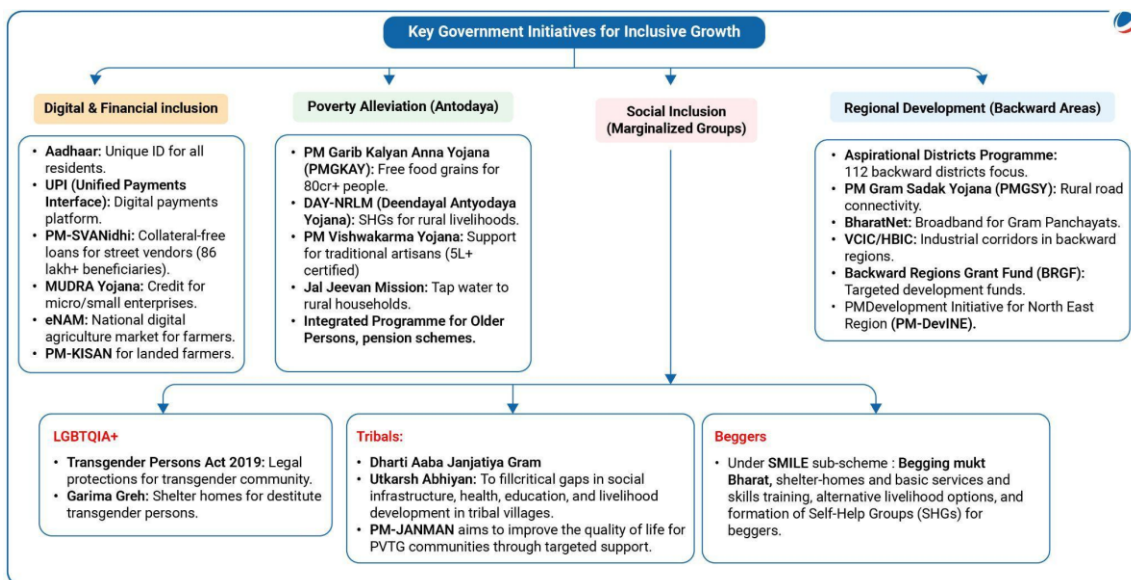 Key Government Initiatives for Inclusive Growth
Digital & Financial inclusion
• Aadhaar: Unique ID for all
residents.
• UPI (Unified Payments
Interface): Digital payments
platform.
• PM-SVANidhi: Collateral-free
loans for street vendors (86
lakh+ beneficiaries).
• MUDRA Yojana: Credit for
micro/small enterprises.
• eNAM: National digital
agriculture market for farmers.
• PM-KISAN for landed farmers.
Poverty Alleviation (Antodaya)
• PM Garib Kalyan Anna Yojana
(PMGKAY): Free food grains for
80cr+ people.
• DAY-NRLM (Deendayal Antyodaya
Yojana): SHGs for rural livelihoods.
• PM Vishwakarma Yojana: Support
for traditional artisans (5L+
certified)
• Jal Jeevan Mission: Tap water to
rural households.
• Integrated Programme for Older
Persons, pension schemes.
Social Inclusion
(Marginalized Groups)
Regional Development (Backward Areas)
• Aspirational Districts Programme:
112 backward districts focus.
• PM Gram Sadak Yojana (PMGSY): Rural road
connectivity.
• BharatNet: Broadband for Gram Panchayats.
• VCIC/HBIC: Industrial corridors in backward
regions.
• Backward Regions Grant Fund (BRGF):
Targeted development funds.
• PMDevelopment Initiative for North East
Region (PM-DevINE).
LGBTQIA+
• Transgender Persons Act 2019: Legal
protections for transgender community.
• Garima Greh: Shelter homes for destitute
transgender persons.
Tribals:
• Dharti Aaba Janjatiya Gram
• Utkarsh Abhiyan: To fillcritical gaps in social
infrastructure, health, education, and livelihood
development in tribal villages.
• PM-JANMAN aims to improve the quality of life for
PVTG communities through targeted support.
Beggers
• Under SMILE sub-scheme : Begging mukt
Bharat, shelter-homes and basic services and
skills training, alternative livelihood options, and
formation of Self-Help Groups (SHGs) for
beggers.